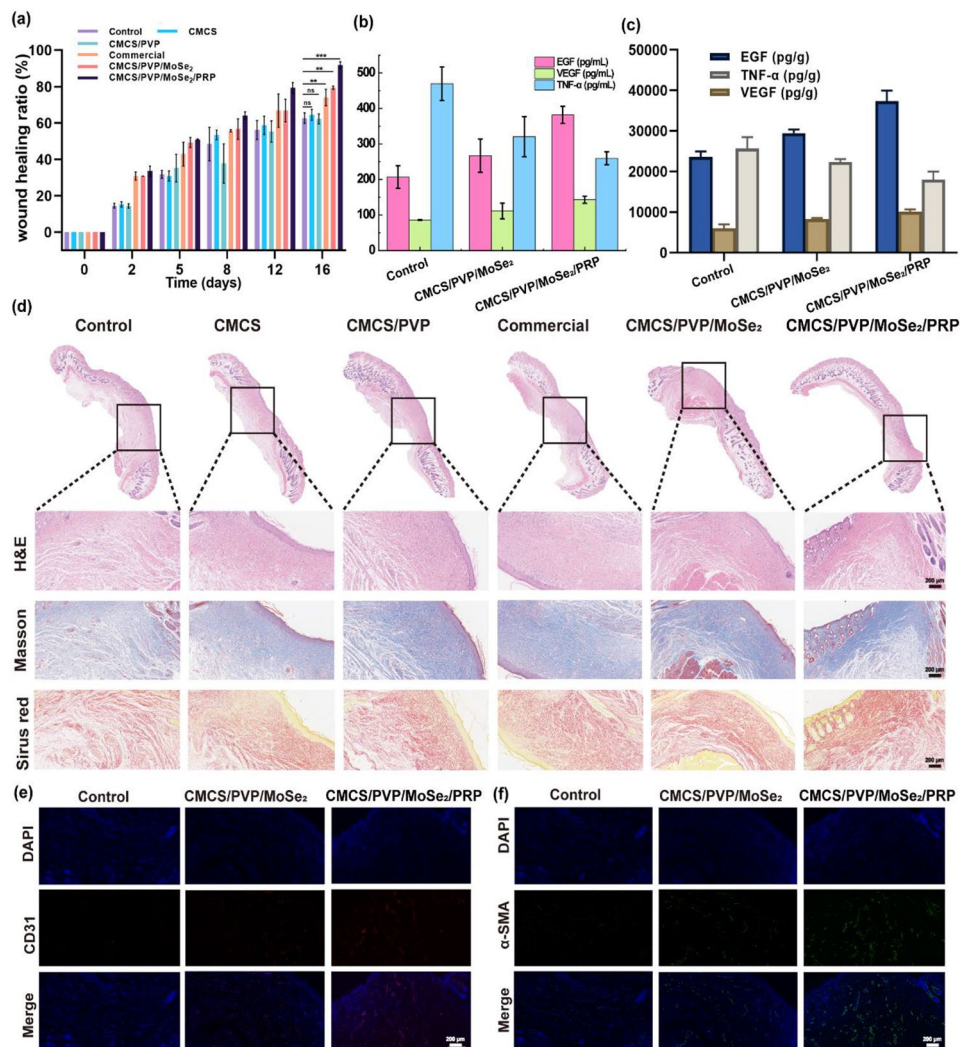 (a)
Control
CMCS
CMCS/PVP
Commercial
CMCS/PVP/MoSe₂
CMCS/PVP/MoSe₂/PRP
wound healing ratio (%)
100
80
60
40
20
0
***
**
**
ns
ns
0 2 5 8 12 16
Time (days)
(b)
EGF (pg/mL)
VEGF (pg/mL)
TNF-α (pg/mL)
500
400
300
200
100
0
Control
CMCS/PVP/MoSe₂
CMCS/PVP/MoSe₂/PRP
(c)
EGF (pg/g)
TNF-α (pg/g)
VEGF (pg/g)
50000
40000
30000
20000
10000
0
Control
CMCS/PVP/MoSe₂
CMCS/PVP/MoSe₂/PRP
(d)
Control CMCS CMCS/PVP Commercial CMCS/PVP/MoSe₂ CMCS/PVP/MoSe₂/PRP
H&E
200 μm
Masson
200 μm
Sirus red
200 μm
(e)
Control CMCS/PVP/MoSe₂ CMCS/PVP/MoSe₂/PRP
DAPI
CD31
Merge
200 μm
(f)
Control CMCS/PVP/MoSe₂ CMCS/PVP/MoSe₂/PRP
DAPI
α-SMA
Merge
200 μm